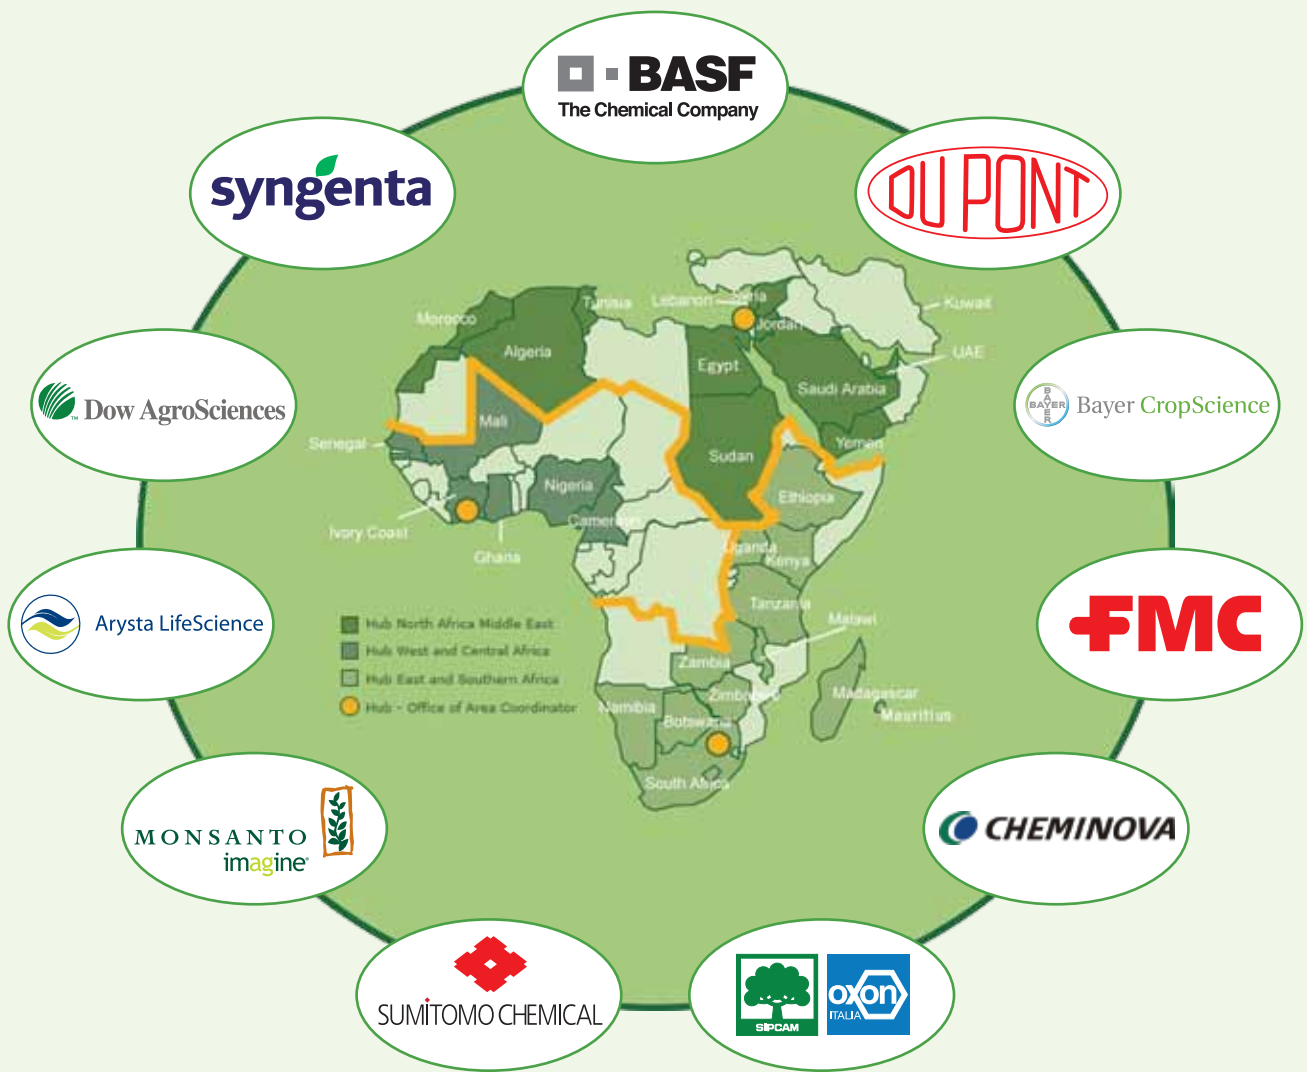 BASF
The Chemical Company
syngenta
DU PONT
Dow AgroSciences
BAYER
BAYER
Bayer CropScience
Arysta LifeScience
FMC
MONSANTO
imagine
CHEMINOVA
SUMITOMO CHEMICAL
SIPCAM
oxon
ITALIA
Morocco
Tunisia
Lebanon
Syria
Kuwait
Jordan
Algeria
Egypt
UAE
Saudi Arabia
Mali
Senegal
Yemen
Sudan
Nigeria
Ethiopia
Ivory Coast
Cameroon
Ghana
Uganda
Kenya
Tanzania
Malawi
Zambia
Zimbabwe
Madagascar
Namibia
Botswana
Mauritius
South Africa
Hub North Africa Middle East
Hub West and Central Africa
Hub East and Southern Africa
Hub - Office of Area Coordinator